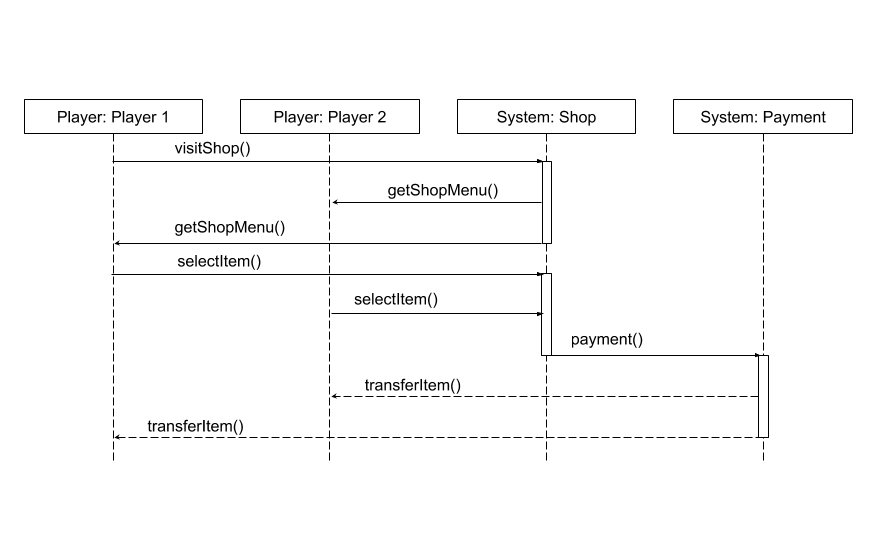 Player: Player 1
Player: Player 2
System: Shop
System: Payment
visitShop()
getShopMenu()
getShopMenu()
selectItem()
selectItem()
payment()
transferItem()
transferItem()